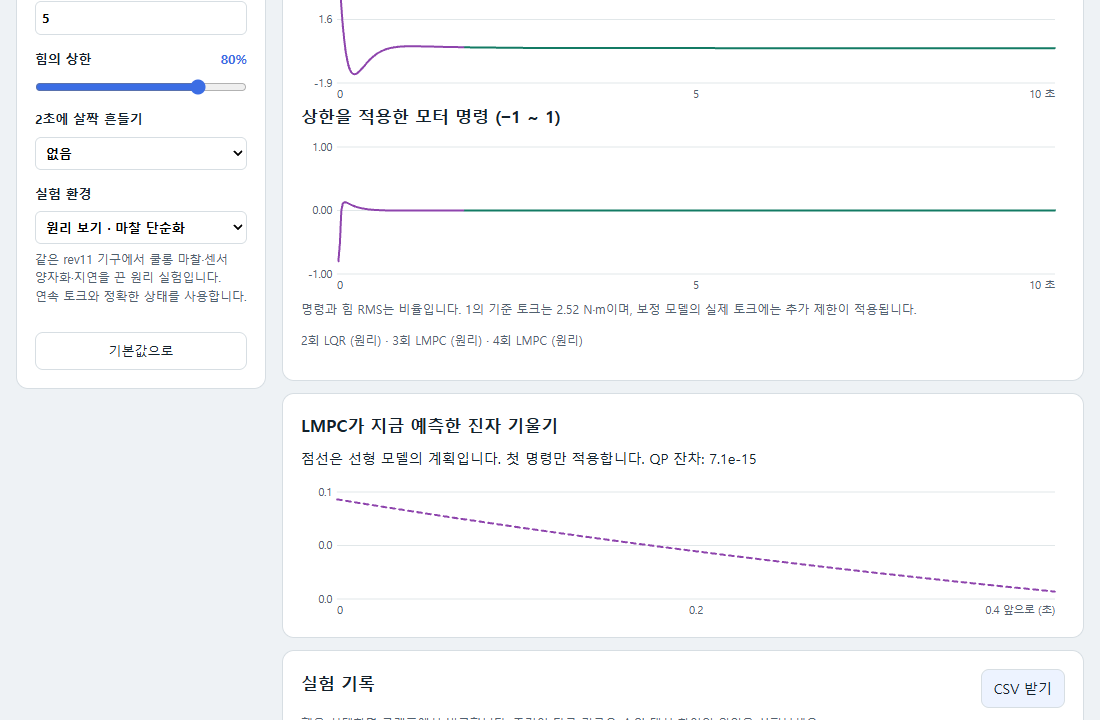 5
힘의 상한 80%
2초에 살짝 흔들기
없음
실험 환경
원리 보기 · 마찰 단순화
같은 rev11 기구에서 쿨롱 마찰·센서
양자화·지연을 끈 원리 실험입니다.
연속 토크와 정확한 상태를 사용합니다.
기본값으로
1.6
-1.9
0 5 10 초
상한을 적용한 모터 명령 (−1 ~ 1)
1.00
0.00
-1.00
0 5 10 초
명령과 힘 RMS는 비율입니다. 1의 기준 토크는 2.52 N·m이며, 보정 모델의 실제 토크에는 추가 제한이 적용됩니다.
2회 LQR (원리) · 3회 LMPC (원리) · 4회 LMPC (원리)
LMPC가 지금 예측한 진자 기울기
점선은 선형 모델의 계획입니다. 첫 명령만 적용합니다. QP 잔차: 7.1e-15
0.1
0.0
0.0
0 0.2 0.4 앞으로 (초)
실험 기록
CSV 받기